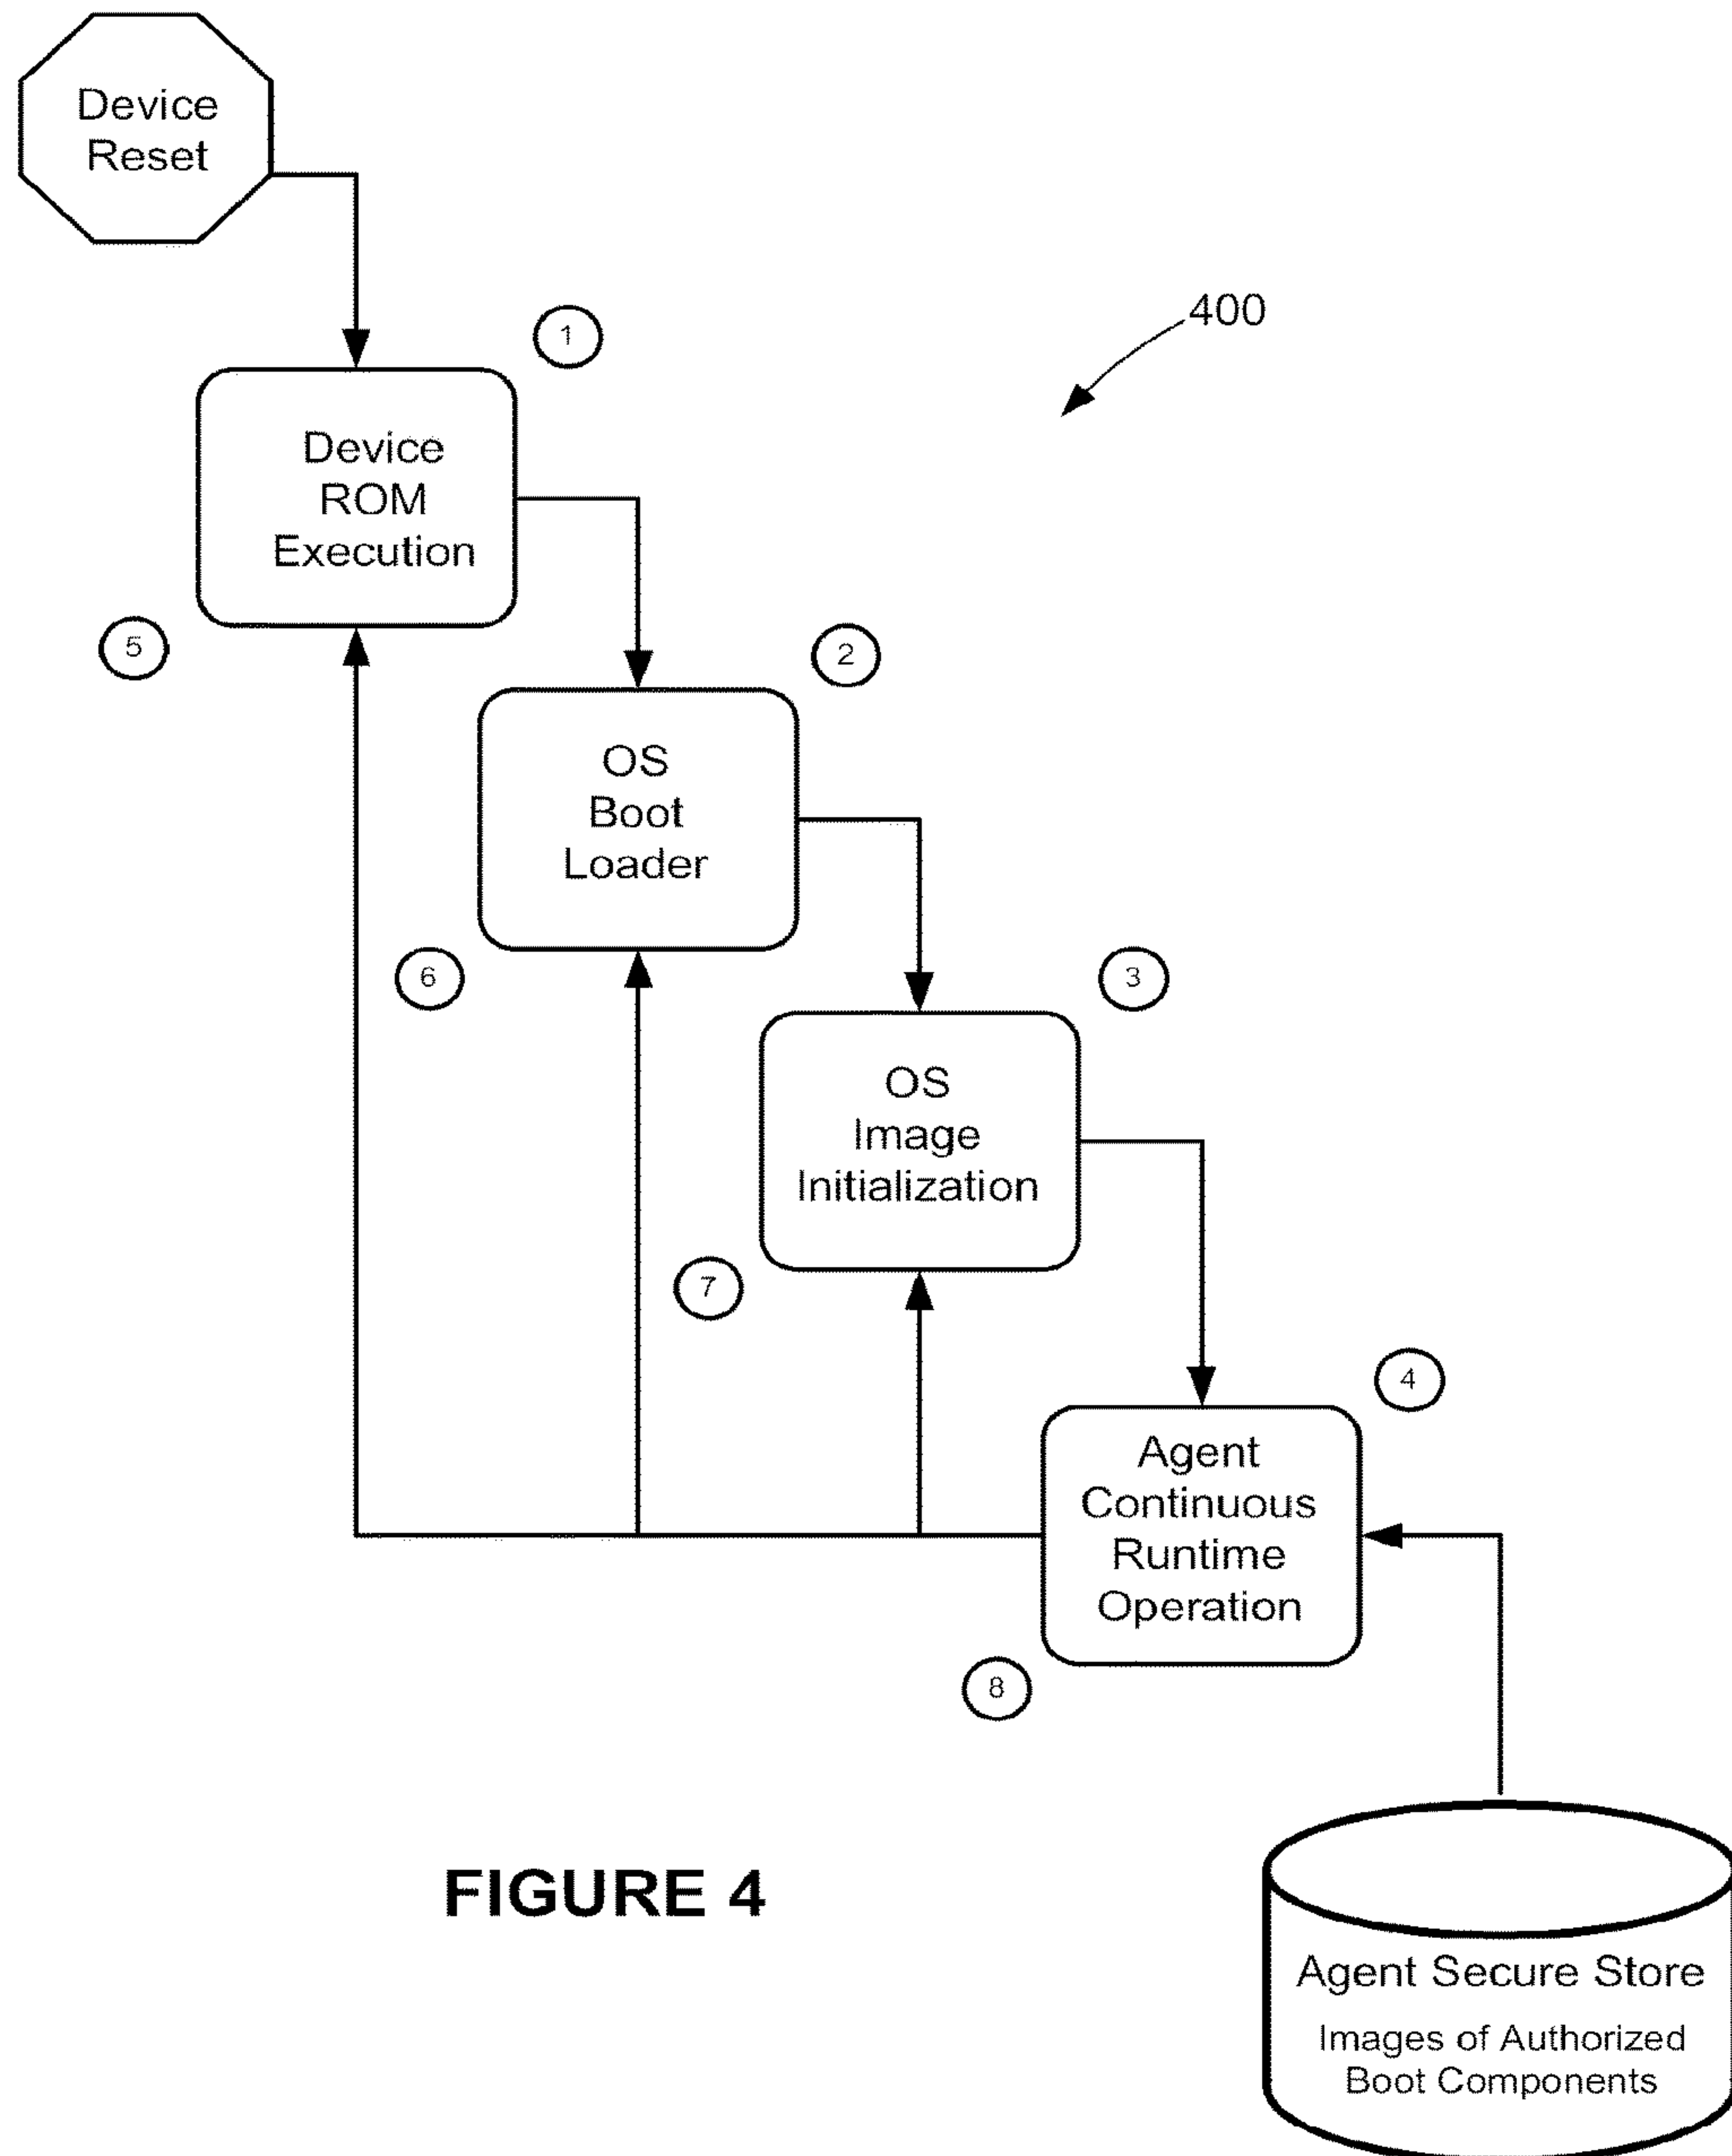 Device
Reset
400
1
Device
ROM
Execution
5
2
OS
Boot
Loader
6
3
OS
Image
Initialization
7
4
Agent
Continuous
Runtime
Operation
8
FIGURE 4
Agent Secure Store
Images of Authorized
Boot Components